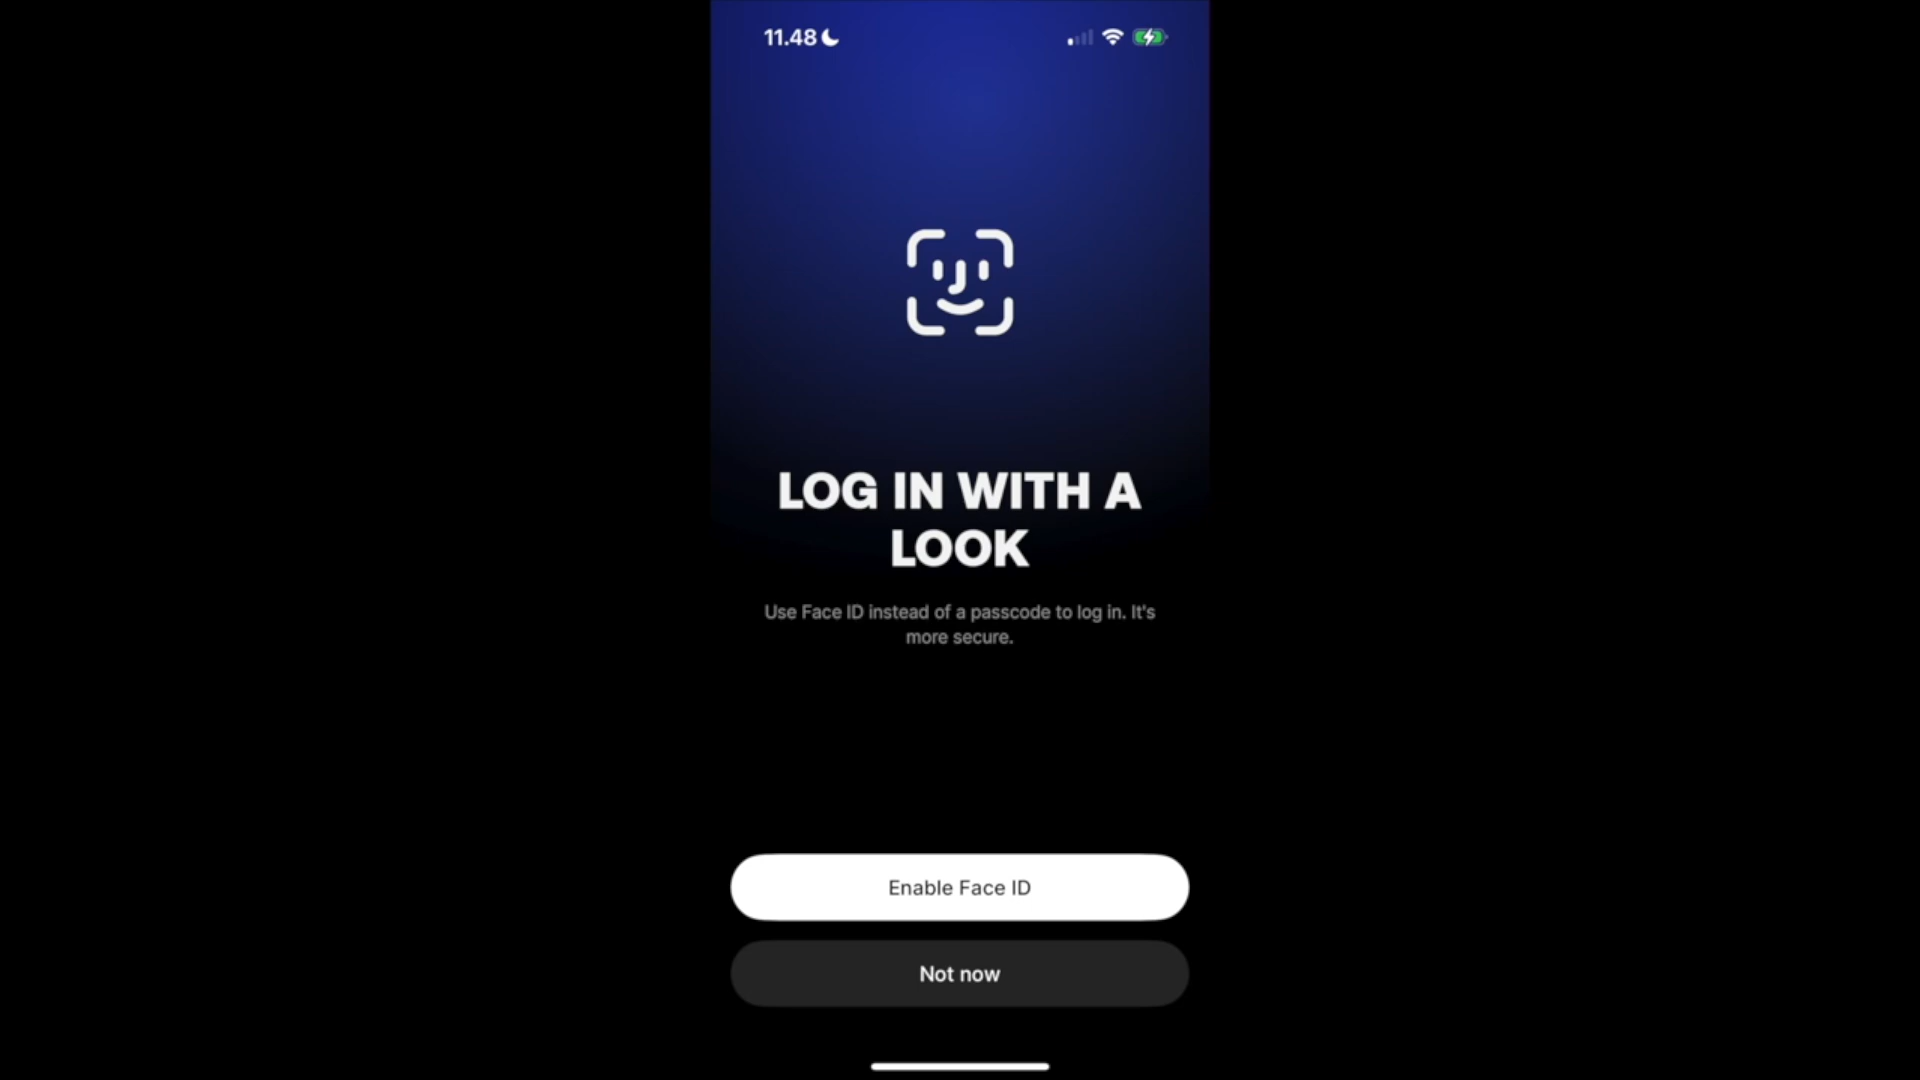 11.48
LOG IN WITH A
LOOK
Use Face ID instead of a passcode to log in. It's
more secure.
Enable Face ID
Not now